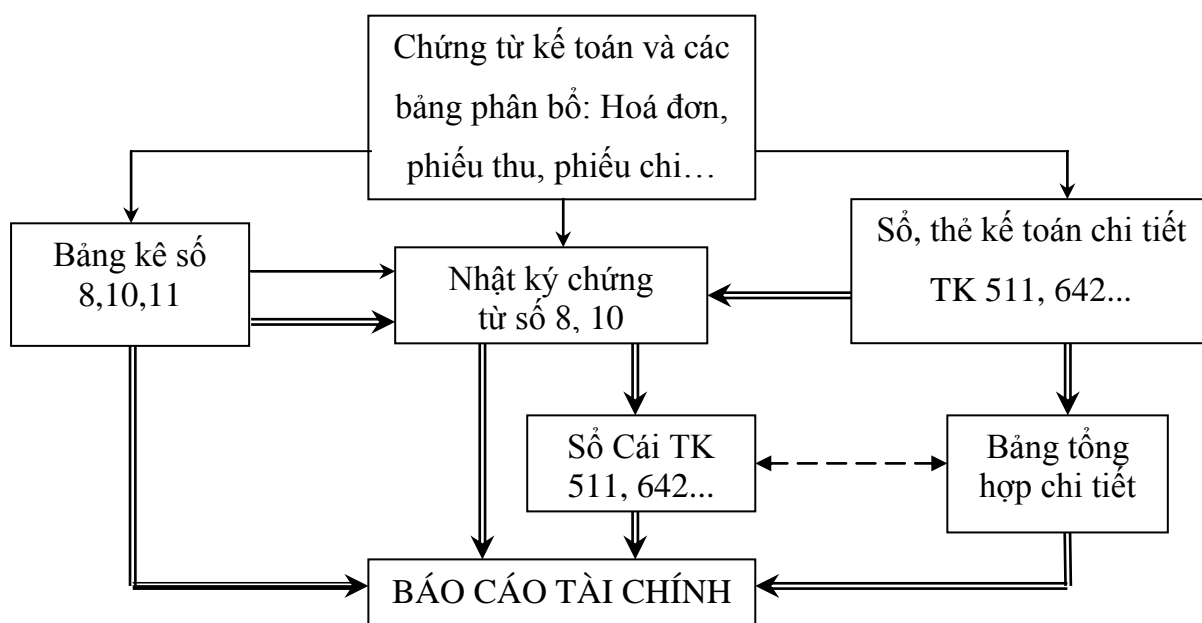 Chứng từ kế toán và các
bảng phân bổ: Hoá đơn,
phiếu thu, phiếu chi…
Bảng kê số
8,10,11
Nhật ký chứng
từ số 8, 10
Sổ, thẻ kế toán chi tiết
TK 511, 642...
Sổ Cái TK
511, 642...
Bảng tổng
hợp chi tiết
BÁO CÁO TÀI CHÍNH